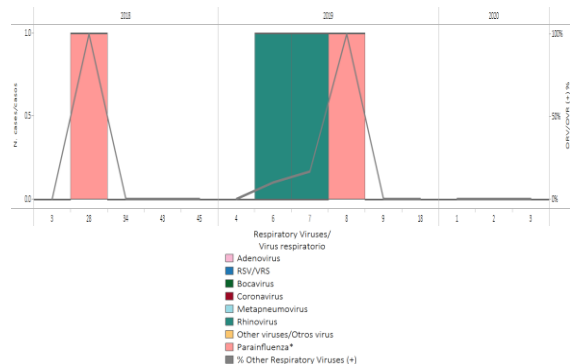 2018 2019 2020
1.0 100%
N. cases/casos
0.5 50%
ORV/OVR (+)%
0.0 0%
3 28 34 43 45 4 6 7 8 9 18 1 2 3
Respiratory Viruses/
Virus respiratorio
Adenovirus
RSV/VRS
Bocavirus
Coronavirus
Metapneumovirus
Rhinovirus
Other viruses/Otros virus
Parainfluenza*
% Other Respiratory Viruses (+)